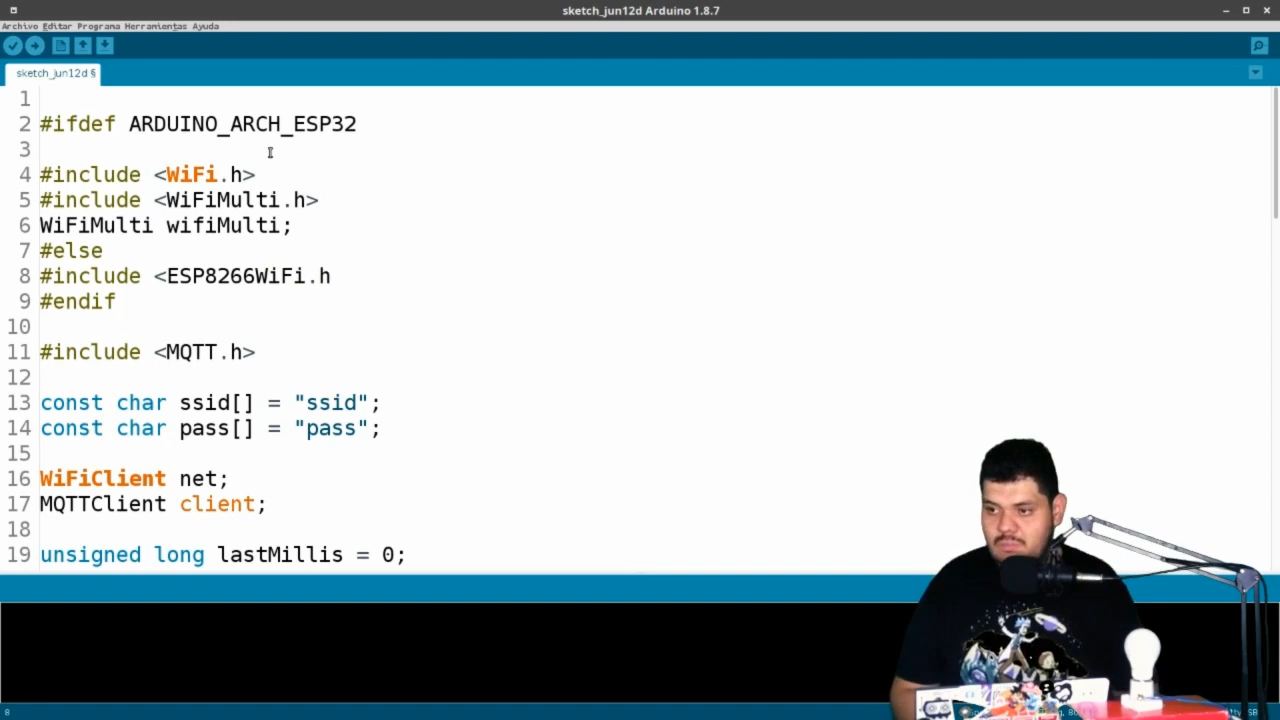 sketch_jun12d Arduino 1.8.7
Archivo Editar Programa Herramientas Ayuda
sketch_jun12d §
1
2 #ifdef ARDUINO_ARCH_ESP32
3
4 #include <WiFi.h>
5 #include <WiFiMulti.h>
6 WiFiMulti wifiMulti;
7 #else
8 #include <ESP8266WiFi.h
9 #endif
10
11 #include <MQTT.h>
12
13 const char ssid[] = "ssid";
14 const char pass[] = "pass";
15
16 WiFiClient net;
17 MQTTClient client;
18
19 unsigned long lastMillis = 0;
8